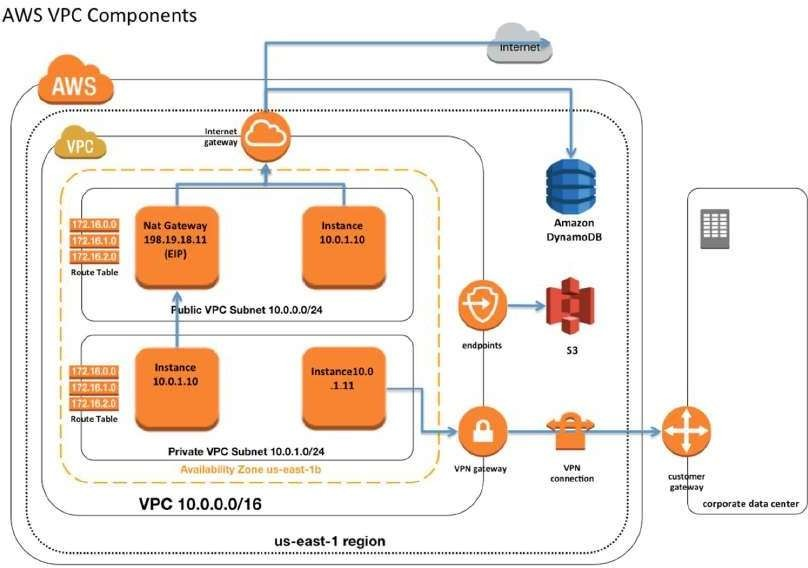 AWS VPC Components
Internet
AWS
Internet
gateway
VPC
172.16.0.0
172.16.1.0
172.16.2.0
Route Table
Nat Gateway
198.19.18.11
(EIP)
Instance
10.0.1.10
Public VPC Subnet 10.0.0.0/24
Amazon
DynamoDB
endpoints
S3
172.16.0.0
172.16.1.0
172.16.2.0
Route Table
Instance
10.0.1.10
Instance10.0
.1.11
Private VPC Subnet 10.0.1.0/24
Availability Zone us-east-1b
VPN gateway
VPN
connection
customer
gateway
corporate data center
VPC 10.0.0.0/16
us-east-1 region